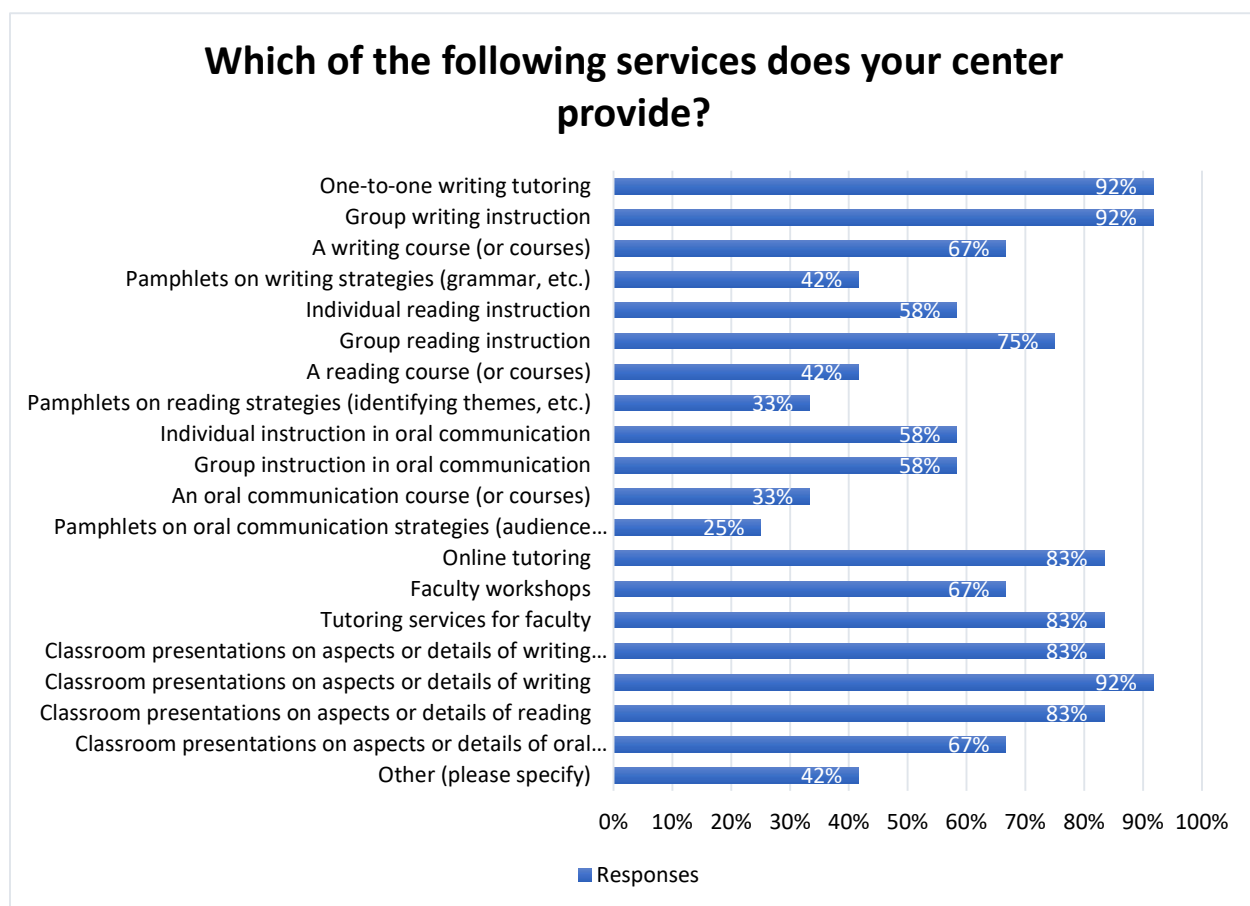 Which of the following services does your center
provide?
One-to-one writing tutoring 92%
Group writing instruction 92%
A writing course (or courses) 67%
Pamphlets on writing strategies (grammar, etc.) 42%
Individual reading instruction 58%
Group reading instruction 75%
A reading course (or courses) 42%
Pamphlets on reading strategies (identifying themes, etc.) 33%
Individual instruction in oral communication 58%
Group instruction in oral communication 58%
An oral communication course (or courses) 33%
Pamphlets on oral communication strategies (audience... 25%
Online tutoring 83%
Faculty workshops 67%
Tutoring services for faculty 83%
Classroom presentations on aspects or details of writing... 83%
Classroom presentations on aspects or details of writing 92%
Classroom presentations on aspects or details of reading 83%
Classroom presentations on aspects or details of oral... 67%
Other (please specify) 42%
0% 10% 20% 30% 40% 50% 60% 70% 80% 90% 100%
Responses